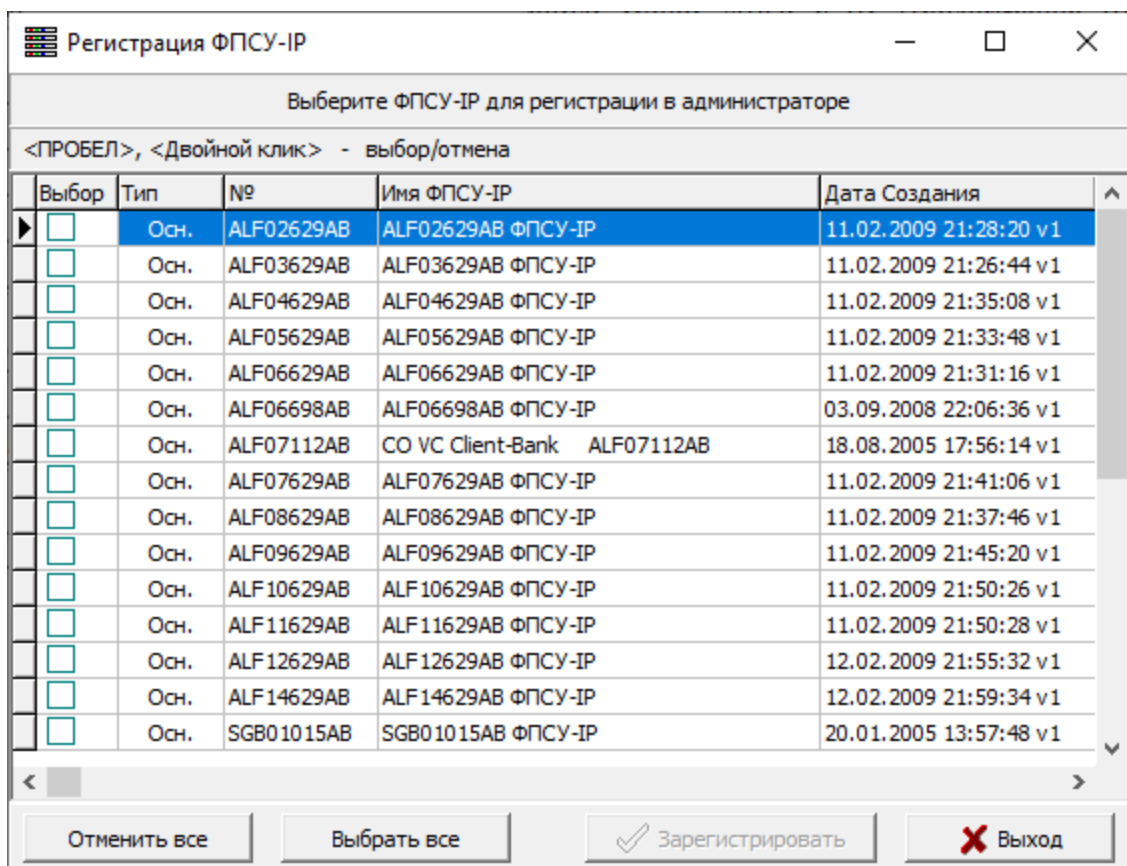 Регистрация ФПСУ-IP
Выберите ФПСУ-IP для регистрации в администраторе
<ПРОБЕЛ>, <Двойной клик> - выбор/отмена
Выбор Тип № Имя ФПСУ-IP Дата Создания
Осн. ALF02629AB ALF02629AB ФПСУ-IP 11.02.2009 21:28:20 v1
Осн. ALF03629AB ALF03629AB ФПСУ-IP 11.02.2009 21:26:44 v1
Осн. ALF04629AB ALF04629AB ФПСУ-IP 11.02.2009 21:35:08 v1
Осн. ALF05629AB ALF05629AB ФПСУ-IP 11.02.2009 21:33:48 v1
Осн. ALF06629AB ALF06629AB ФПСУ-IP 11.02.2009 21:31:16 v1
Осн. ALF06698AB ALF06698AB ФПСУ-IP 03.09.2008 22:06:36 v1
Осн. ALF07112AB CO VC Client-Bank ALF07112AB 18.08.2005 17:56:14 v1
Осн. ALF07629AB ALF07629AB ФПСУ-IP 11.02.2009 21:41:06 v1
Осн. ALF08629AB ALF08629AB ФПСУ-IP 11.02.2009 21:37:46 v1
Осн. ALF09629AB ALF09629AB ФПСУ-IP 11.02.2009 21:45:20 v1
Осн. ALF10629AB ALF10629AB ФПСУ-IP 11.02.2009 21:50:26 v1
Осн. ALF11629AB ALF11629AB ФПСУ-IP 11.02.2009 21:50:28 v1
Осн. ALF12629AB ALF12629AB ФПСУ-IP 12.02.2009 21:55:32 v1
Осн. ALF14629AB ALF14629AB ФПСУ-IP 12.02.2009 21:59:34 v1
Осн. SGB01015AB SGB01015AB ФПСУ-IP 20.01.2005 13:57:48 v1
Отменить все Выбрать все Зарегистрировать Выход